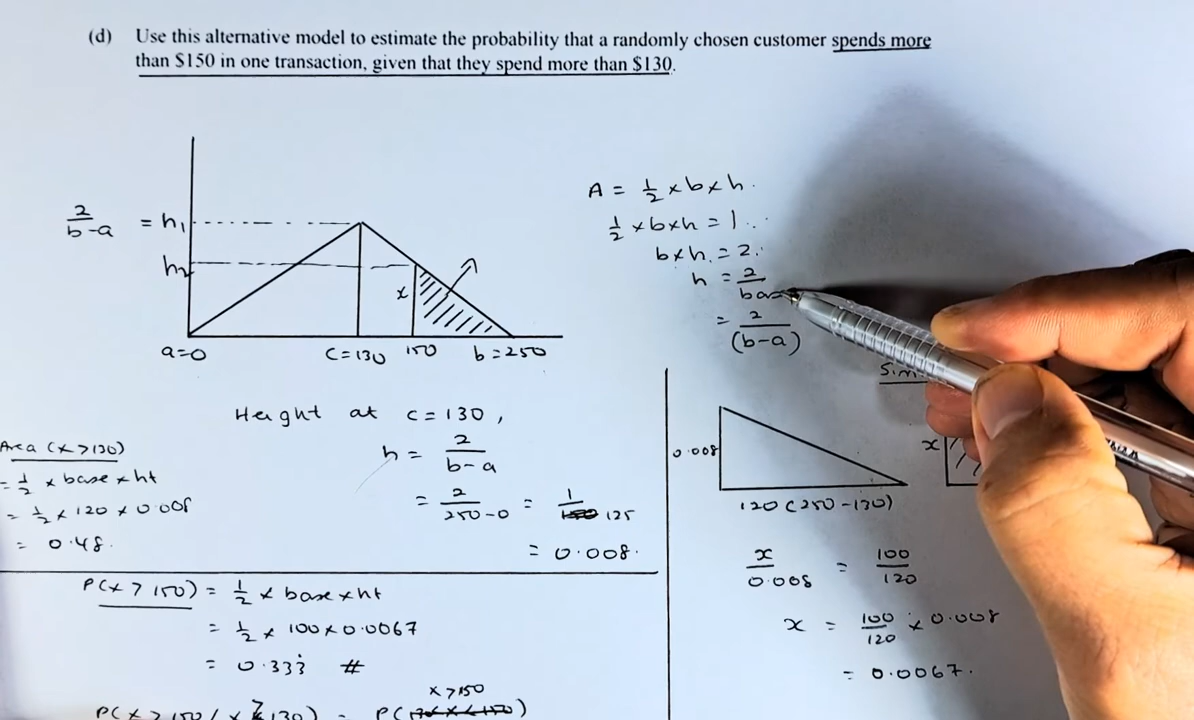 (d) Use this alternative model to estimate the probability that a randomly chosen customer spends more
than $150 in one transaction, given that they spend more than $130.
2/b-a = h1
h2
x
a=0
C=130
150
b=250
A = 1/2 × b × h.
1/2 × b × h = 1..
b × h. = 2.
h = 2/base
= 2/(b-a)
Height at c = 130,
h = 2/b-a
= 2/250-0 = 1/125
= 0.008.
Area (x > 130)
= 1/2 × base × ht
= 1/2 × 120 × 0.008
= 0.48.
P(x > 150) = 1/2 × base × ht
= 1/2 × 100 × 0.0067
= 0.333 #
x > 150
P(x > 150 / x > 130) = P(
0.008
120 (250-130)
x
x/0.008 = 100/120
x = 100/120 × 0.008
= 0.0067.